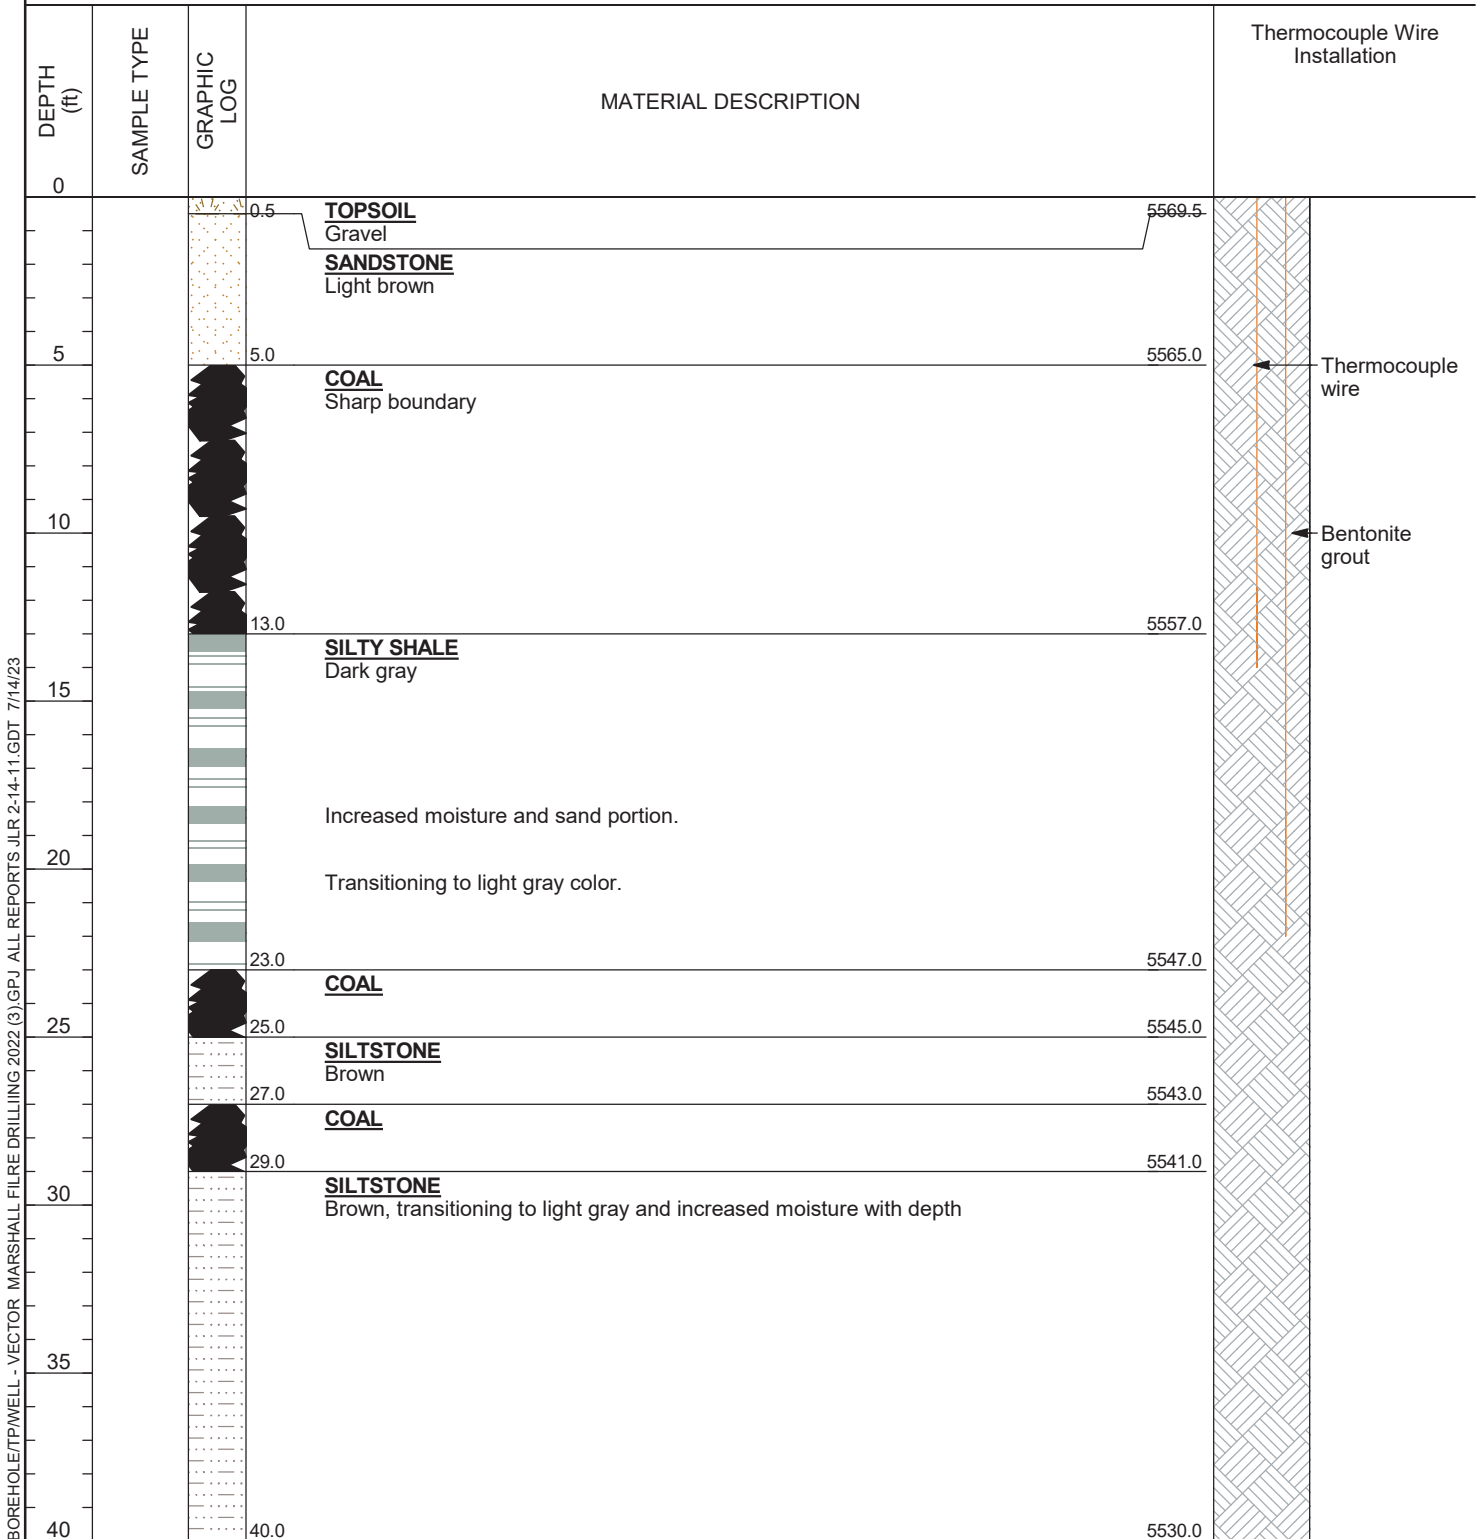 DEPTH
(ft)
SAMPLE TYPE
GRAPHIC
LOG
MATERIAL DESCRIPTION
Thermocouple Wire
Installation
0
0.5
TOPSOIL
5569.5
Gravel
SANDSTONE
Light brown
5
5.0
5565.0
COAL
Sharp boundary
Thermocouple
wire
10
Bentonite
grout
13.0
5557.0
SILTY SHALE
Dark gray
15
Increased moisture and sand portion.
20
Transitioning to light gray color.
23.0
5547.0
COAL
25
25.0
5545.0
SILTSTONE
Brown
27.0
5543.0
COAL
29.0
5541.0
SILTSTONE
30
Brown, transitioning to light gray and increased moisture with depth
35
40
40.0
5530.0
BOREHOLE/TP/WELL - VECTOR MARSHALL FILRE DRILLIING 2022 (3).GPJ ALL REPORTS JLR 2-14-11.GDT 7/14/23